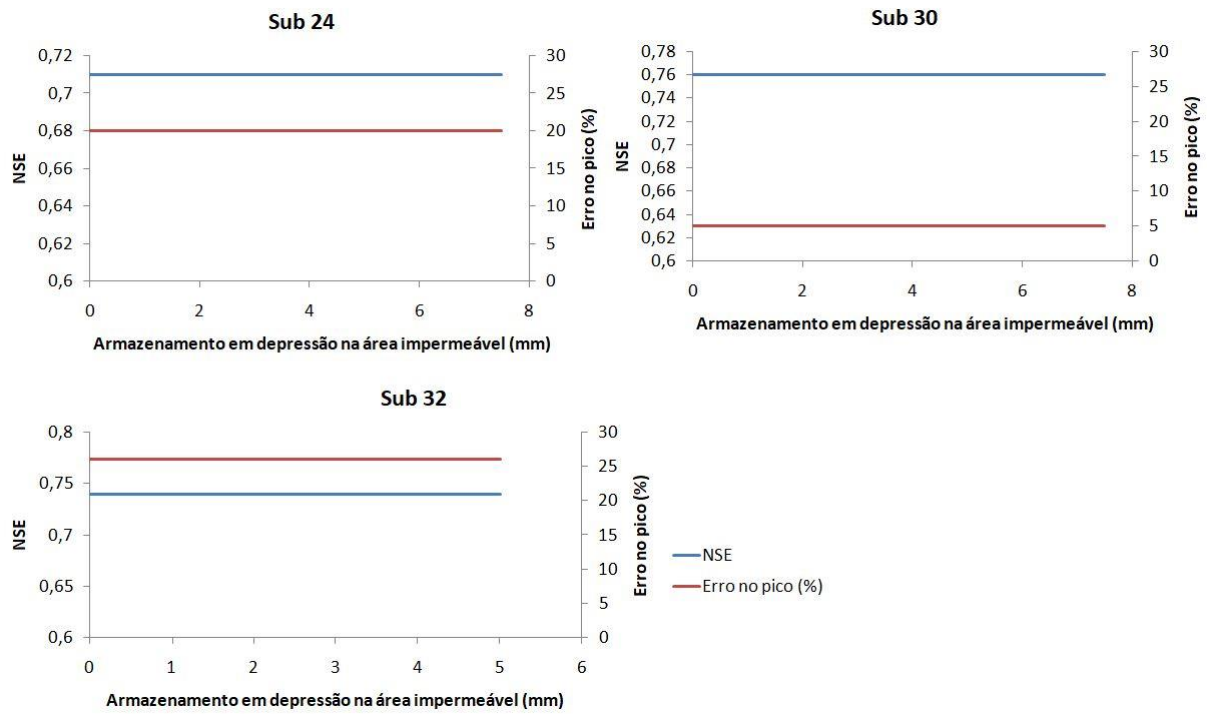 Sub 24
0,72
0,7
0,68
0,66
0,64
0,62
0,6
NSE
30
25
20
15
10
5
0
Erro no pico (%)
0 2 4 6 8
Armazenamento em depressão na área impermeável (mm)
Sub 30
0,78
0,76
0,74
0,72
0,7
0,68
0,66
0,64
0,62
0,6
NSE
30
25
20
15
10
5
0
Erro no pico (%)
0 2 4 6 8
Armazenamento em depressão na área impermeável (mm)
Sub 32
0,8
0,75
0,7
0,65
0,6
NSE
30
25
20
15
10
5
0
Erro no pico (%)
0 1 2 3 4 5 6
Armazenamento em depressão na área impermeável (mm)
NSE
Erro no pico (%)